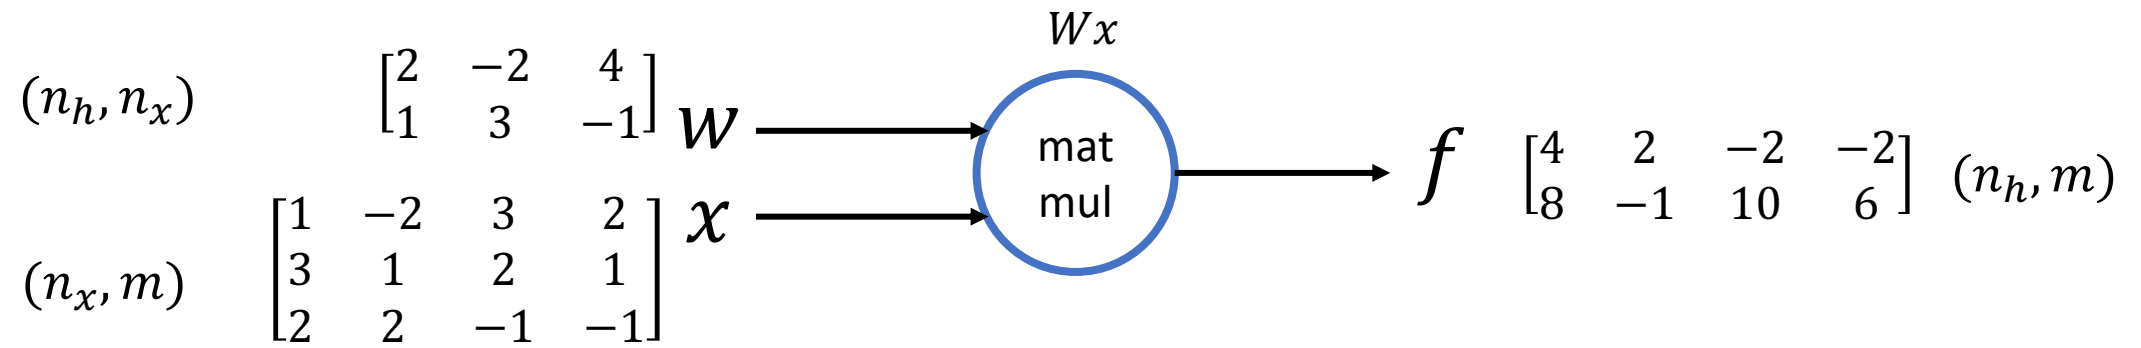 (n_h, n_x)
[2 −2 4
1 3 −1]
w
(n_x, m)
[1 −2 3 2
3 1 2 1
2 2 −1 −1]
x
Wx
mat
mul
f
[4 2 −2 −2
8 −1 10 6]
(n_h, m)